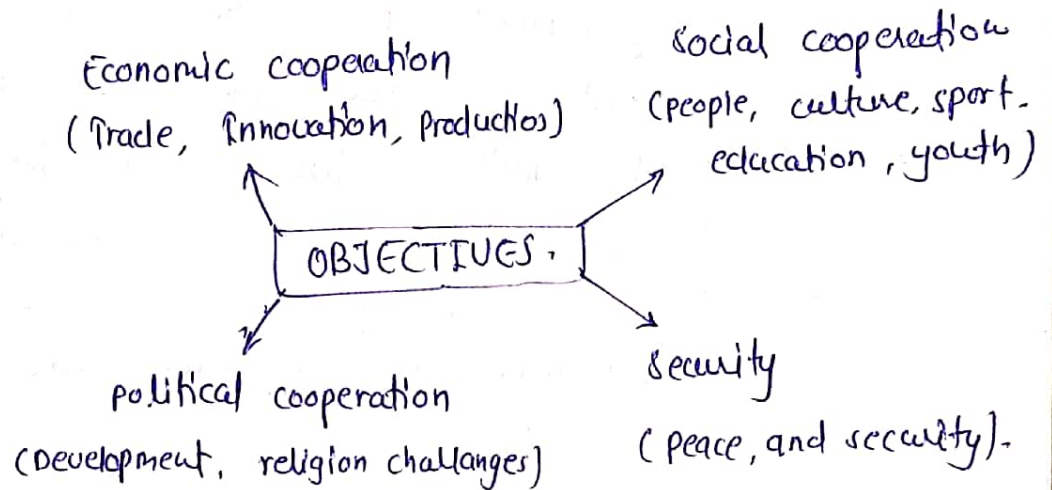 Economic cooperation
(Trade, Innovation, Production)
Social cooperation
(people, culture, sport.
education, youth)
OBJECTIVES.
political cooperation
(Development, religion challanges)
Security
(peace, and security).